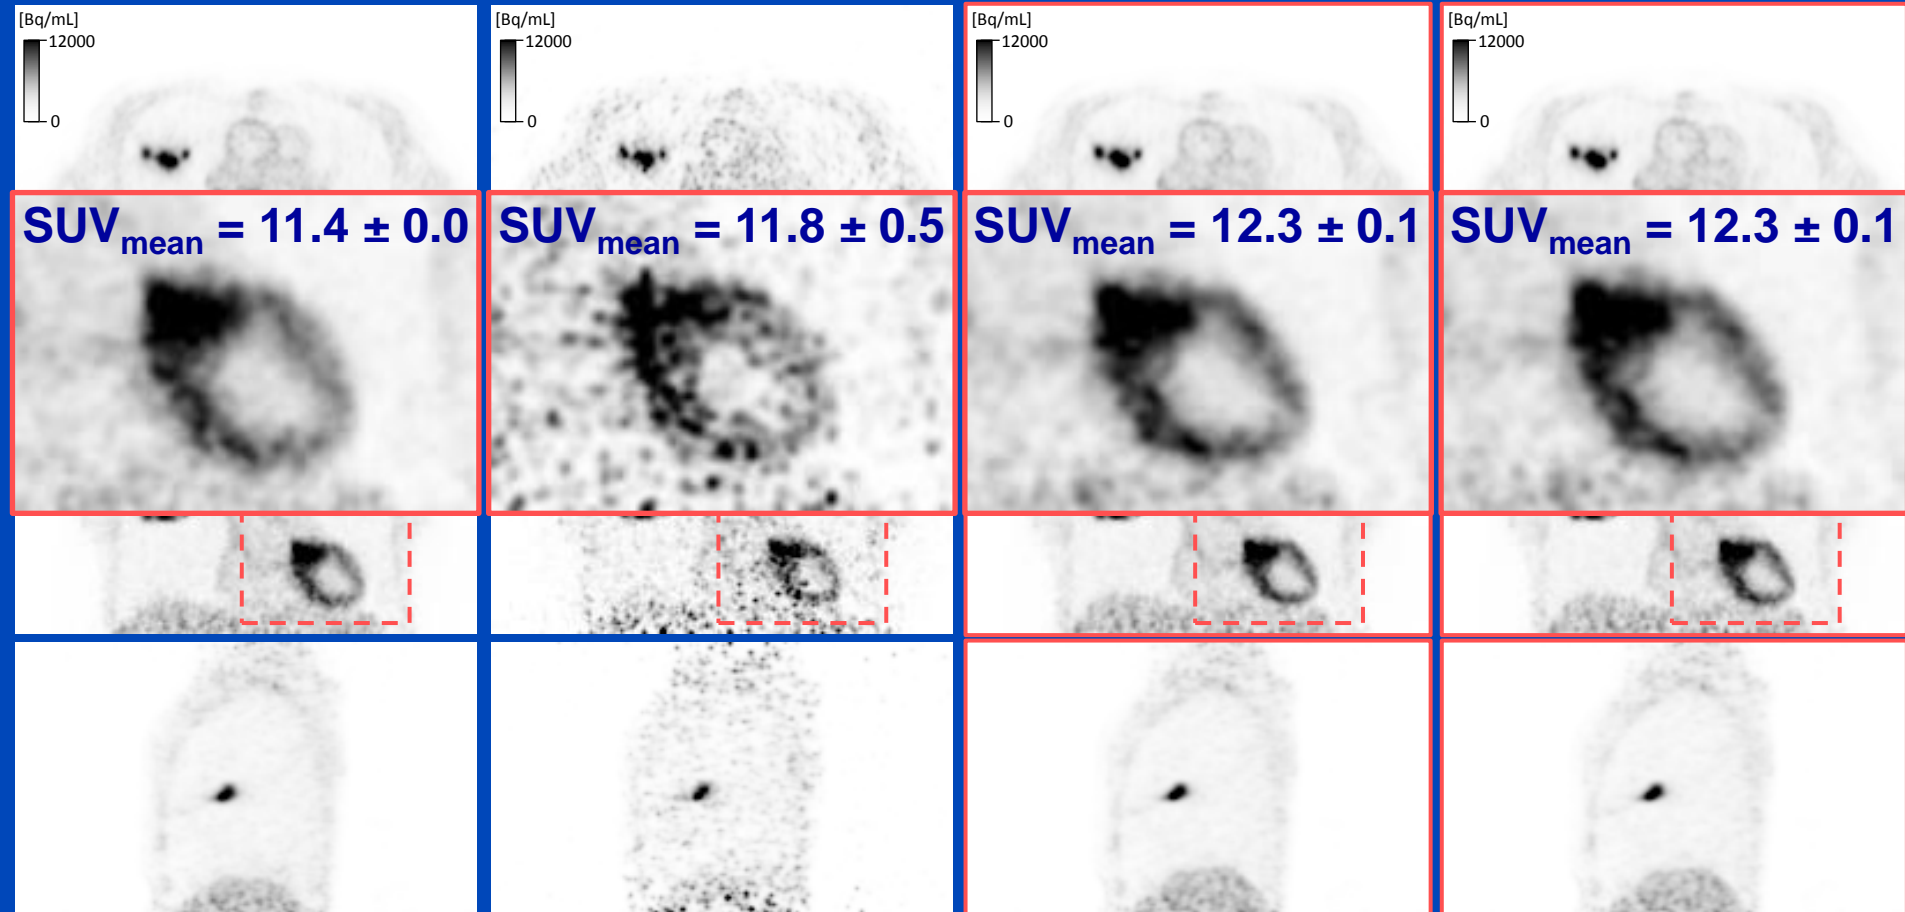 [Bq/mL] [Bq/mL] [Bq/mL] [Bq/mL]
12000 12000 12000 12000
0 0 0 0
SUVmean = 11.4 ± 0.0 SUVmean = 11.8 ± 0.5 SUVmean = 12.3 ± 0.1 SUVmean = 12.3 ± 0.1